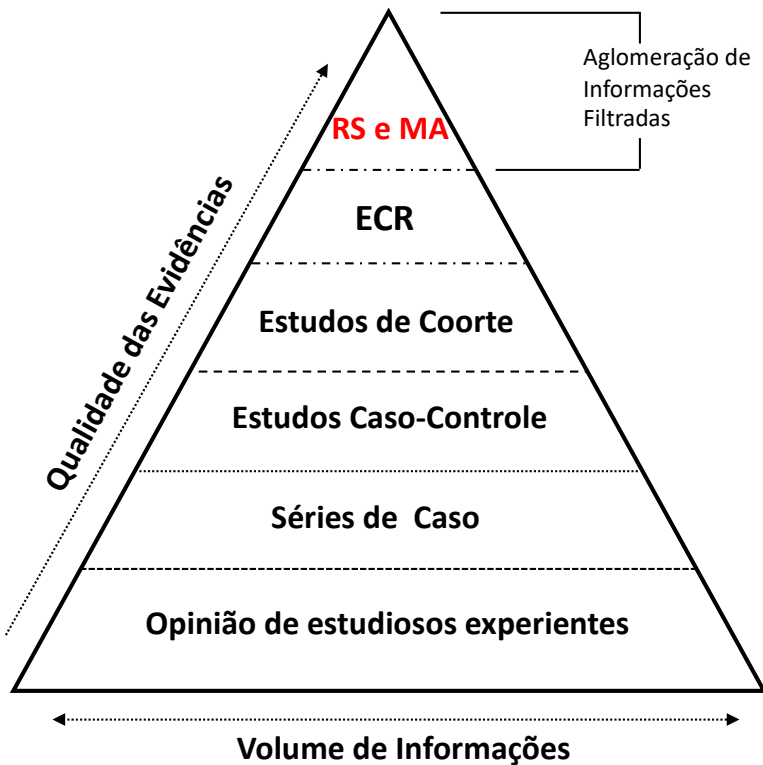 Aglomeração de
Informações
Filtradas
RS e MA
ECR
Estudos de Coorte
Estudos Caso-Controle
Séries de Caso
Opinião de estudiosos experientes
Qualidade das Evidências
Volume de Informações